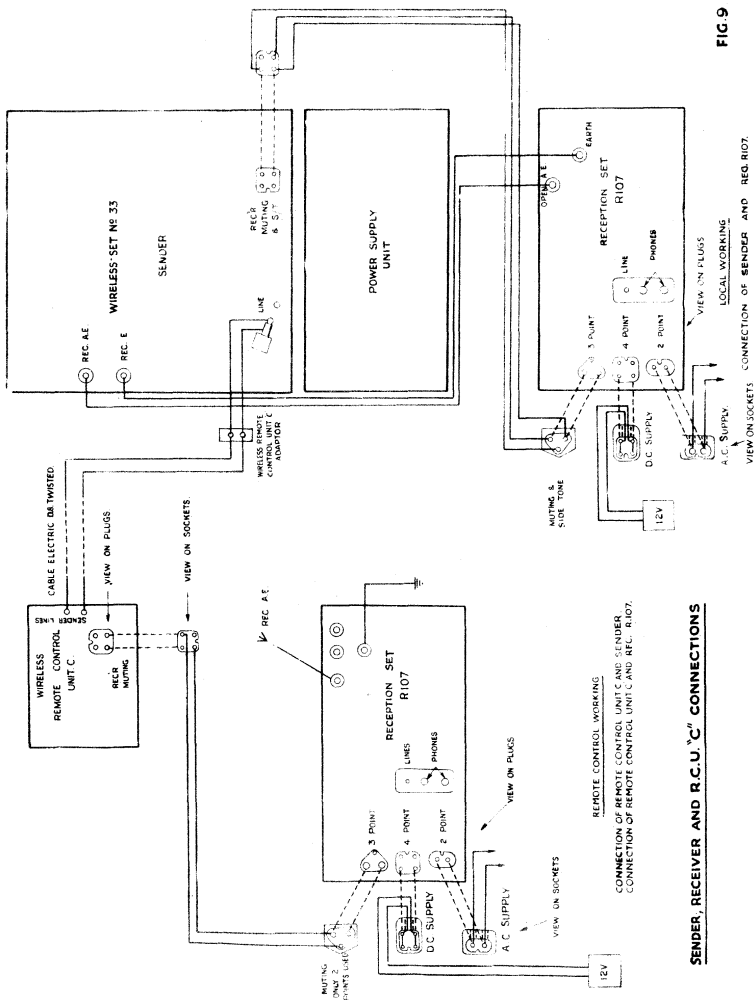 WIRELESS SET Nº 33
SENDER
REC. A.E
REC. E
REC'R
MUTING
& S/T
LINE
POWER SUPPLY
UNIT
WIRELESS REMOTE
CONTROL UNIT C
ADAPTOR
CABLE ELECTRIC D8 TWISTED.
WIRELESS
REMOTE CONTROL
UNIT. C.
SENDER LINES
REC'R
MUTING
VIEW ON PLUGS
VIEW ON SOCKETS
REC. A.E
RECEPTION SET
R107
LINES
PHONES
3 POINT
4 POINT
2 POINT
MUTING
ONLY 2
POINTS USED
D.C SUPPLY
A.C SUPPLY
12V
VIEW ON PLUGS
VIEW ON SOCKETS
OPEN A.E
EARTH
RECEPTION SET
R107
LINE
PHONES
3 POINT
4 POINT
2 POINT
MUTING &
SIDE TONE
D.C. SUPPLY
A.C. SUPPLY
12V
VIEW ON PLUGS
VIEW ON SOCKETS
LOCAL WORKING
CONNECTION OF SENDER AND REC. R107.
REMOTE CONTROL WORKING
CONNECTION OF REMOTE CONTROL UNIT C AND SENDER
CONNECTION OF REMOTE CONTROL UNIT C AND REC. R.107.
SENDER, RECEIVER AND R.C.U. "C" CONNECTIONS
FIG. 9